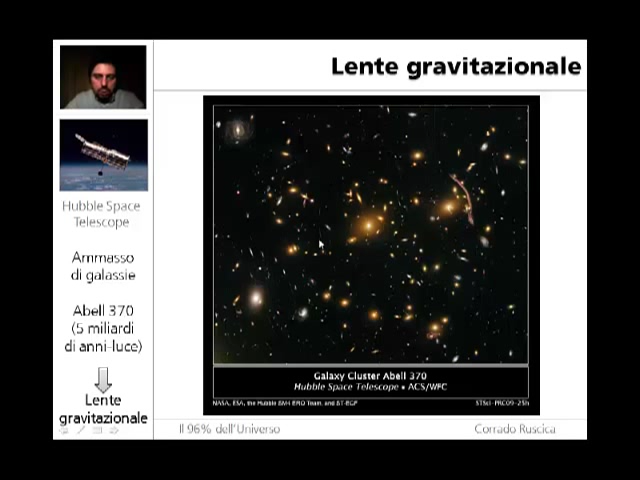 Lente gravitazionale
Hubble Space
Telescope
Ammasso
di galassie
Abell 370
(5 miliardi
di anni-luce)
Lente
gravitazionale
Galaxy Cluster Abell 370
Hubble Space Telescope • ACS/WFC
NASA, ESA, the Hubble SM4 ERO Team, and ST-ECF
STScI-PRC09-25h
Il 96% dell'Universo
Corrado Ruscica